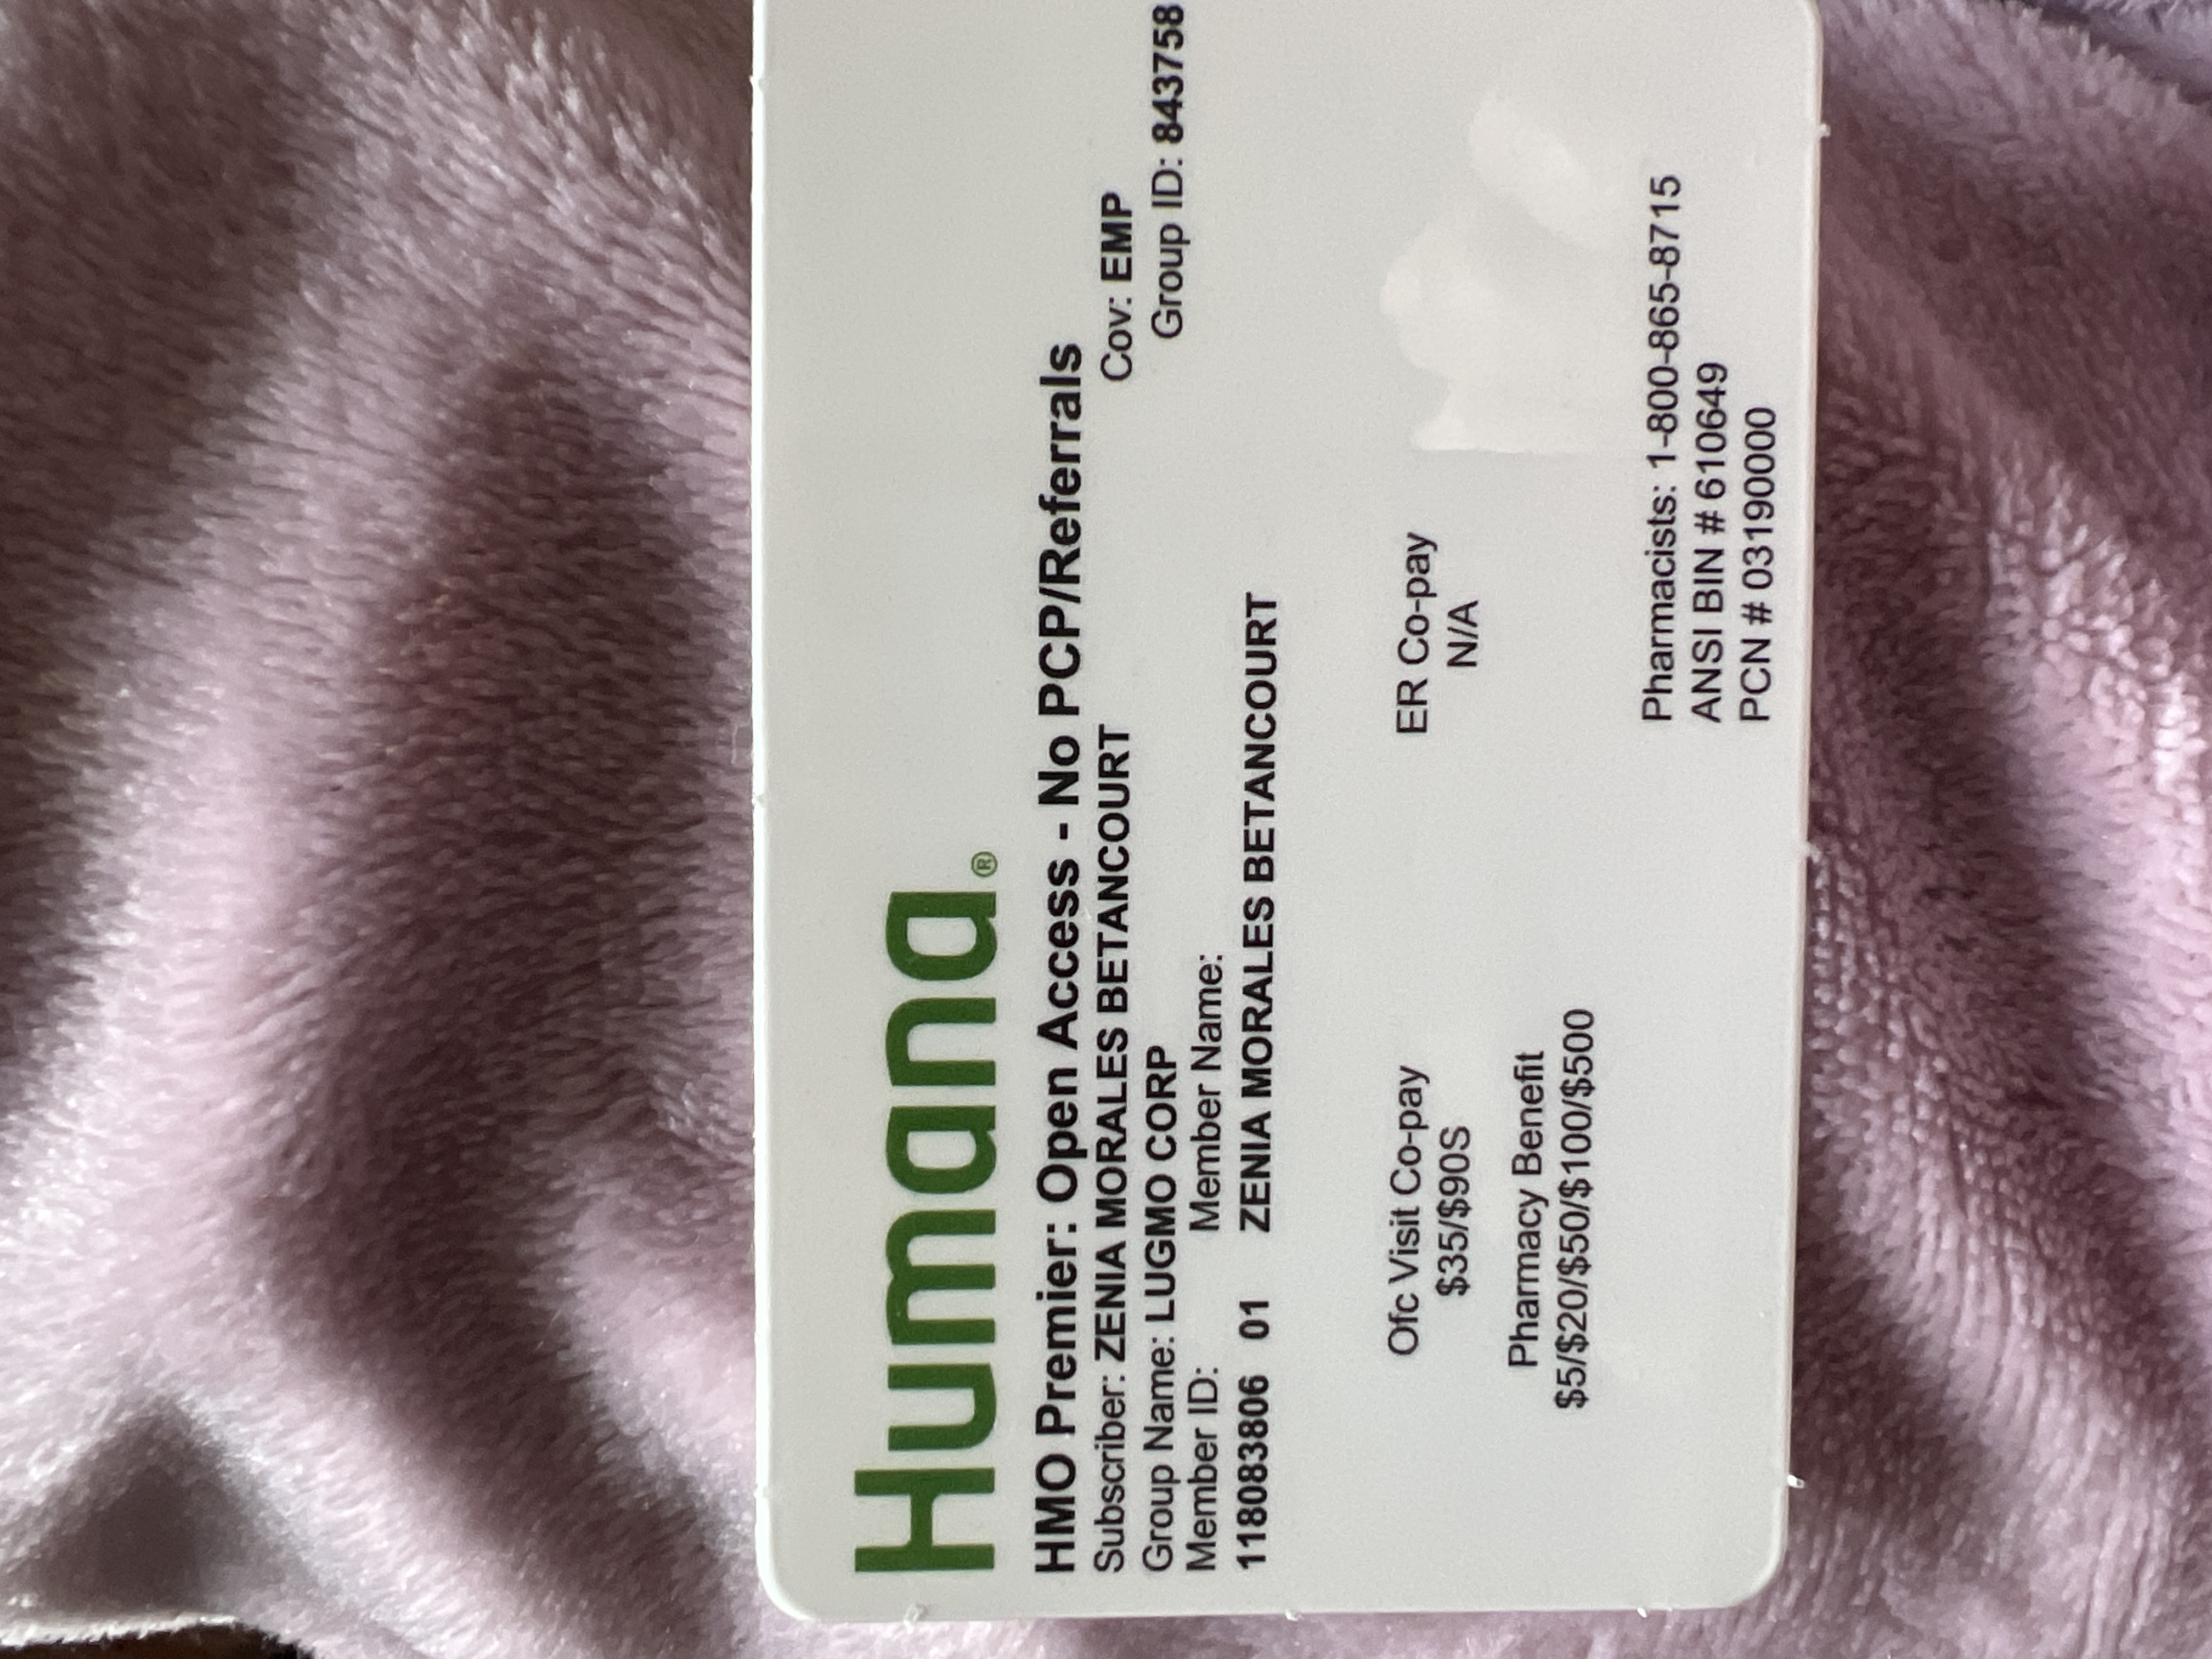 Humana®
HMO Premier: Open Access - No PCP/Referrals
Subscriber: ZENIA MORALES BETANCOURT Cov: EMP
Group Name: LUGMO CORP Group ID: 843758
Member ID: Member Name:
118083806 01 ZENIA MORALES BETANCOURT
Ofc Visit Co-pay ER Co-pay
$35/$90S N/A
Pharmacy Benefit
$5/$20/$50/$100/$500
Pharmacists: 1-800-865-8715
ANSI BIN # 610649
PCN # 03190000